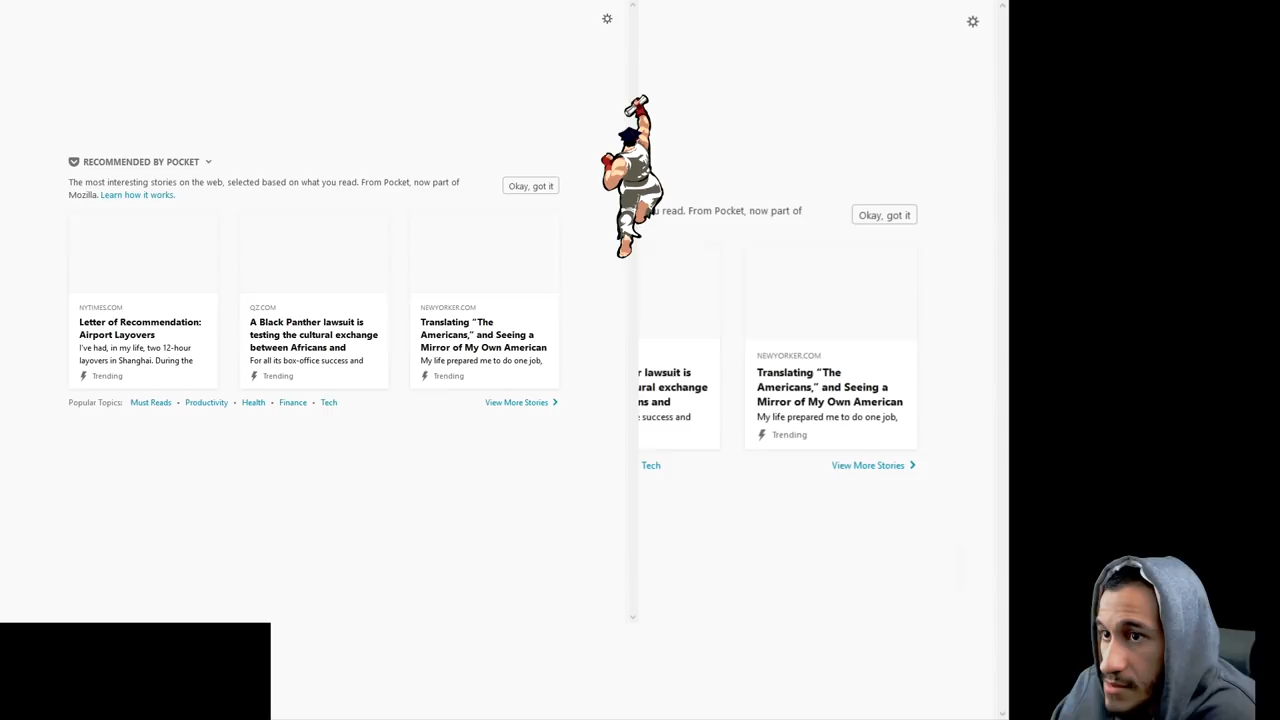 RECOMMENDED BY POCKET
The most interesting stories on the web, selected based on what you read. From Pocket, now part of
Mozilla. Learn how it works.
Okay, got it
NYTIMES.COM
Letter of Recommendation:
Airport Layovers
I've had, in my life, two 12-hour
layovers in Shanghai. During the
Trending
QZ.COM
A Black Panther lawsuit is
testing the cultural exchange
between Africans and
For all its box-office success and
Trending
NEWYORKER.COM
Translating “The
Americans,” and Seeing a
Mirror of My Own American
My life prepared me to do one job,
Trending
Popular Topics: Must Reads • Productivity • Health • Finance • Tech
View More Stories
u read. From Pocket, now part of
Okay, got it
r lawsuit is
ural exchange
ns and
success and
NEWYORKER.COM
Translating “The
Americans,” and Seeing a
Mirror of My Own American
My life prepared me to do one job,
Trending
Tech
View More Stories